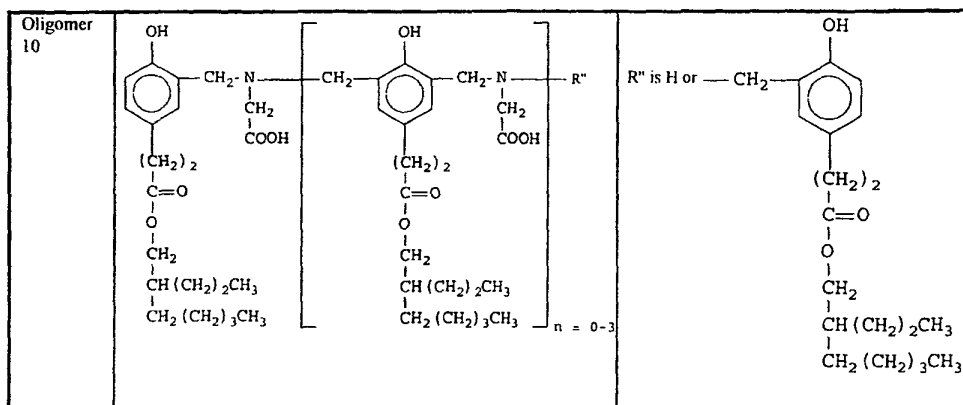 Oligomer
10
OH
CH₂-N
CH₂
COOH
(CH₂)₂
C=O
O
CH₂
CH(CH₂)₂CH₃
CH₂(CH₂)₃CH₃
OH
CH₂
CH₂-N
CH₂
COOH
(CH₂)₂
C=O
O
CH₂
CH(CH₂)₂CH₃
CH₂(CH₂)₃CH₃
n = 0-3
R"
R" is H or — CH₂
OH
(CH₂)₂
C=O
O
CH₂
CH(CH₂)₂CH₃
CH₂(CH₂)₃CH₃